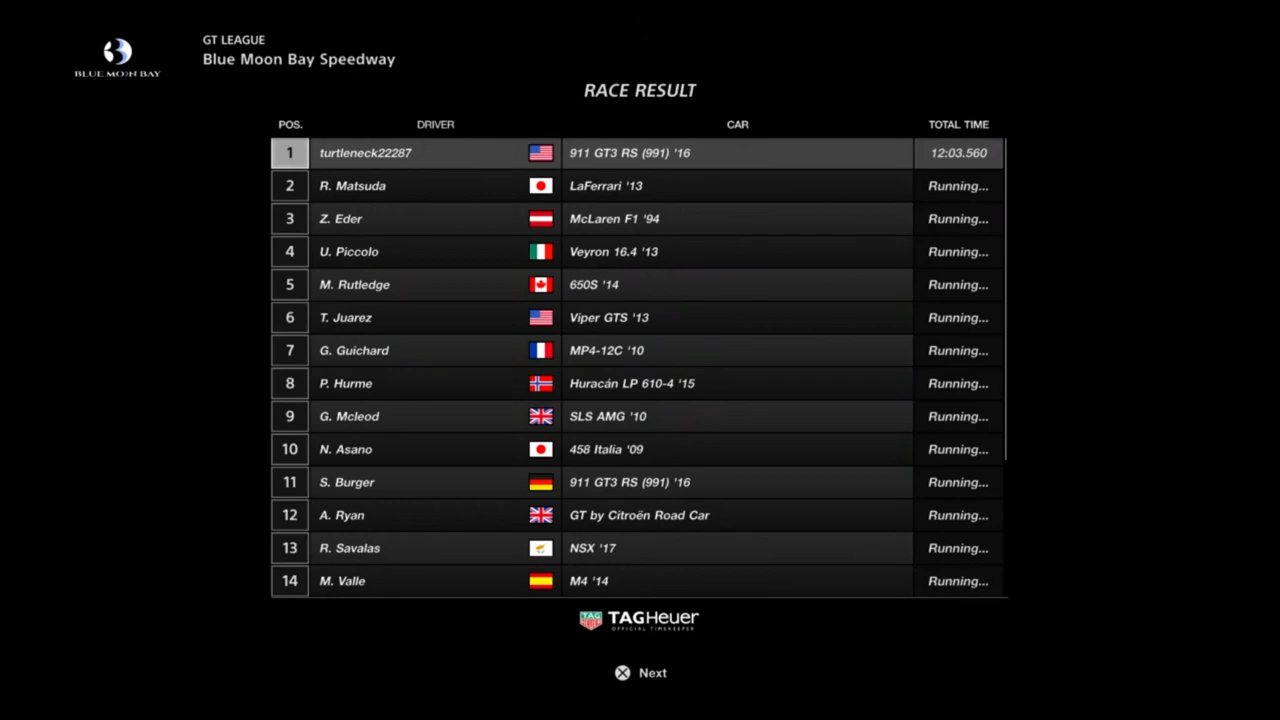 GT LEAGUE
Blue Moon Bay Speedway
BLUE MOON BAY
RACE RESULT
POS. DRIVER CAR TOTAL TIME
1 turtleneck22287 911 GT3 RS (991) '16 12:03.560
2 R. Matsuda LaFerrari '13 Running...
3 Z. Eder McLaren F1 '94 Running...
4 U. Piccolo Veyron 16.4 '13 Running...
5 M. Rutledge 650S '14 Running...
6 T. Juarez Viper GTS '13 Running...
7 G. Guichard MP4-12C '10 Running...
8 P. Hurme Huracán LP 610-4 '15 Running...
9 G. Mcleod SLS AMG '10 Running...
10 N. Asano 458 Italia '09 Running...
11 S. Burger 911 GT3 RS (991) '16 Running...
12 A. Ryan GT by Citroën Road Car Running...
13 R. Savalas NSX '17 Running...
14 M. Valle M4 '14 Running...
TAG HEUER TAGHeuer
OFFICIAL TIMEKEEPER
Next